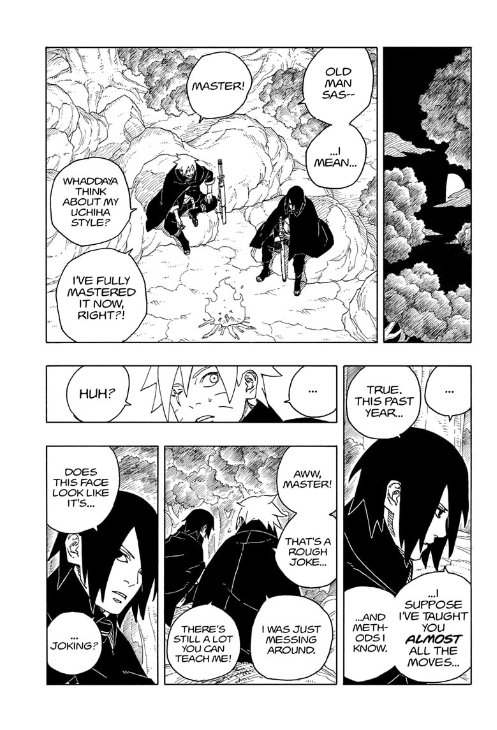 OLD
MAN
SAS--
...I
MEAN...
MASTER!
WHADDAYA
THINK
ABOUT MY
UCHIHA
STYLE?
I'VE FULLY
MASTERED
IT NOW,
RIGHT?!
...
TRUE.
THIS PAST
YEAR...
...I
SUPPOSE
I'VE TAUGHT
YOU
ALMOST
ALL THE
MOVES...
...AND
METH-
ODS I
KNOW.
...
HUH?
AWW,
MASTER!
THAT'S A
ROUGH
JOKE...
I WAS JUST
MESSING
AROUND.
THERE'S
STILL A LOT
YOU CAN
TEACH ME!
DOES
THIS FACE
LOOK LIKE
IT'S...
...
JOKING?